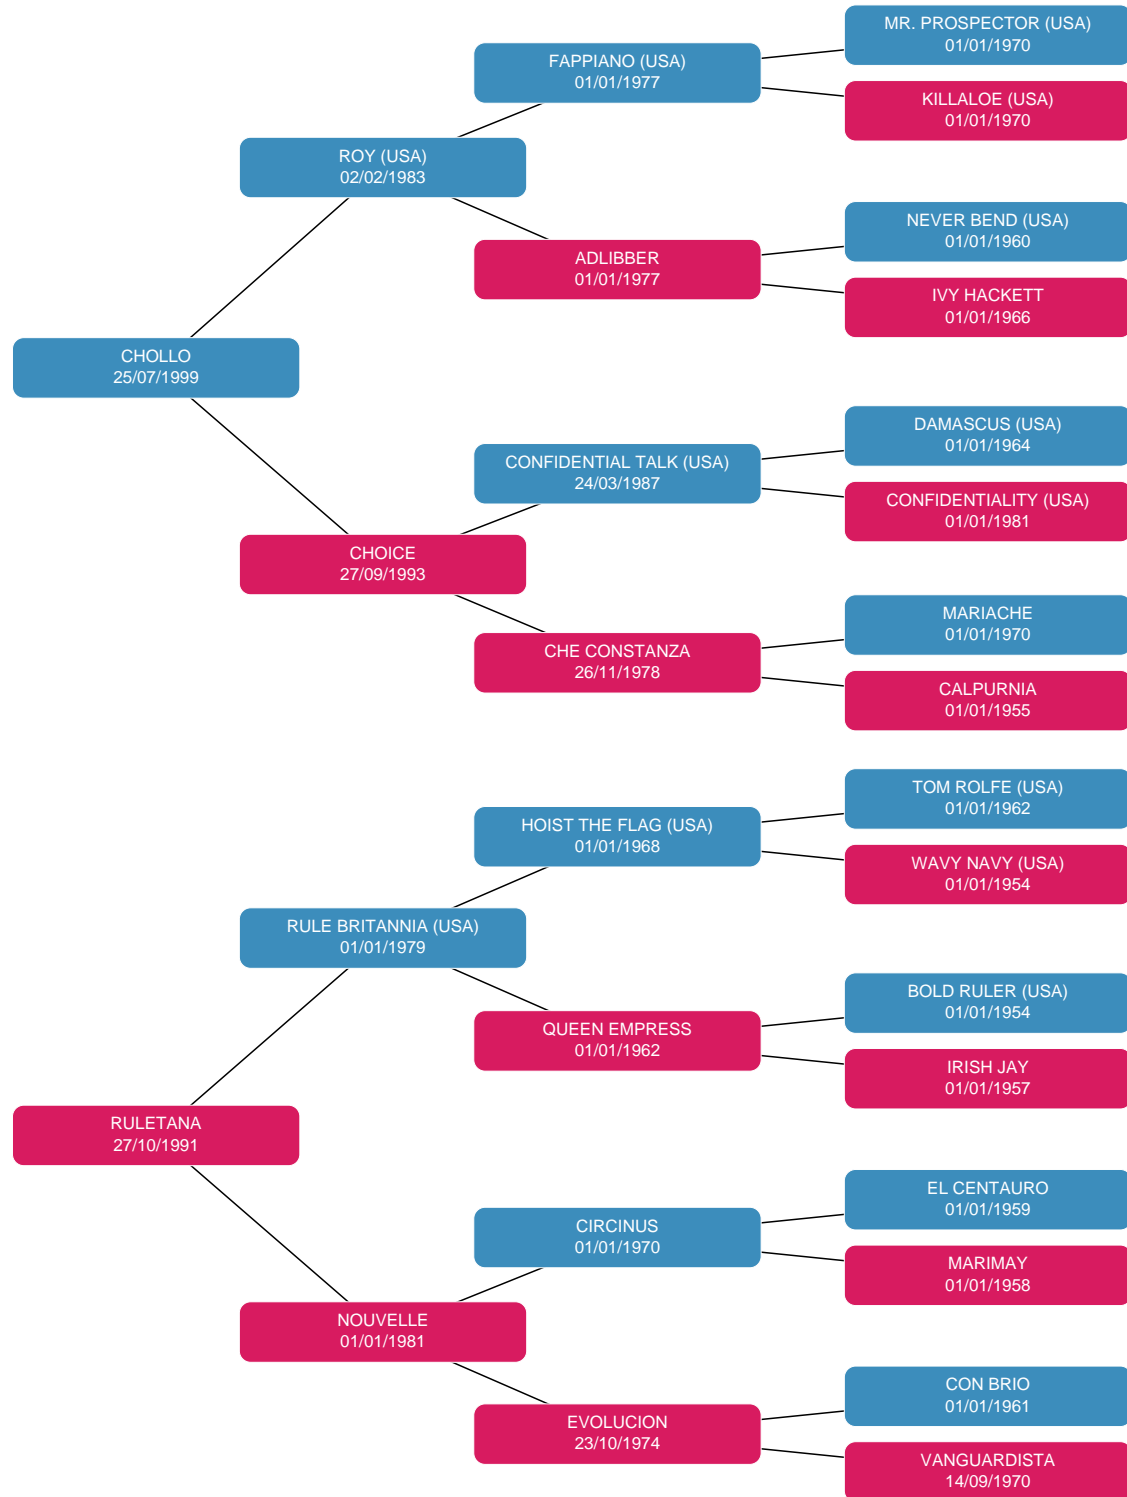 MR. PROSPECTOR (USA)
01/01/1970
FAPPIANO (USA)
01/01/1977
KILLALOE (USA)
01/01/1970
ROY (USA)
02/02/1983
NEVER BEND (USA)
01/01/1960
ADLIBBER
01/01/1977
IVY HACKETT
01/01/1966
CHOLLO
25/07/1999
DAMASCUS (USA)
01/01/1964
CONFIDENTIAL TALK (USA)
24/03/1987
CONFIDENTIALITY (USA)
01/01/1981
CHOICE
27/09/1993
MARIACHE
01/01/1970
CHE CONSTANZA
26/11/1978
CALPURNIA
01/01/1955
TOM ROLFE (USA)
01/01/1962
HOIST THE FLAG (USA)
01/01/1968
WAVY NAVY (USA)
01/01/1954
RULE BRITANNIA (USA)
01/01/1979
BOLD RULER (USA)
01/01/1954
QUEEN EMPRESS
01/01/1962
IRISH JAY
01/01/1957
RULETANA
27/10/1991
EL CENTAURO
01/01/1959
CIRCINUS
01/01/1970
MARIMAY
01/01/1958
NOUVELLE
01/01/1981
CON BRIO
01/01/1961
EVOLUCION
23/10/1974
VANGUARDISTA
14/09/1970